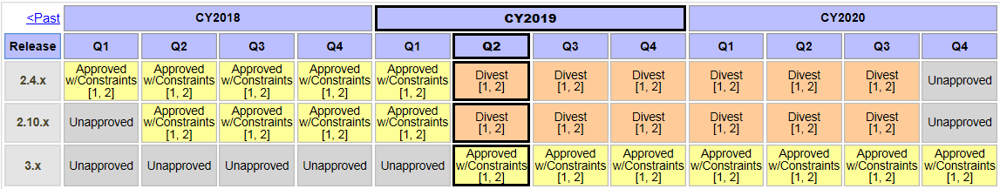 <Past CY2018 CY2019 CY2020
Release Q1 Q2 Q3 Q4 Q1 Q2 Q3 Q4 Q1 Q2 Q3 Q4
2.4.x Approved w/Constraints [1, 2] Approved w/Constraints [1, 2] Approved w/Constraints [1, 2] Approved w/Constraints [1, 2] Approved w/Constraints [1, 2] Divest [1, 2] Divest [1, 2] Divest [1, 2] Divest [1, 2] Divest [1, 2] Divest [1, 2] Unapproved
2.10.x Unapproved Approved w/Constraints [1, 2] Approved w/Constraints [1, 2] Approved w/Constraints [1, 2] Approved w/Constraints [1, 2] Divest [1, 2] Divest [1, 2] Divest [1, 2] Divest [1, 2] Divest [1, 2] Divest [1, 2] Unapproved
3.x Unapproved Unapproved Unapproved Unapproved Unapproved Approved w/Constraints [1, 2] Approved w/Constraints [1, 2] Approved w/Constraints [1, 2] Approved w/Constraints [1, 2] Approved w/Constraints [1, 2] Approved w/Constraints [1, 2] Approved w/Constraints [1, 2]